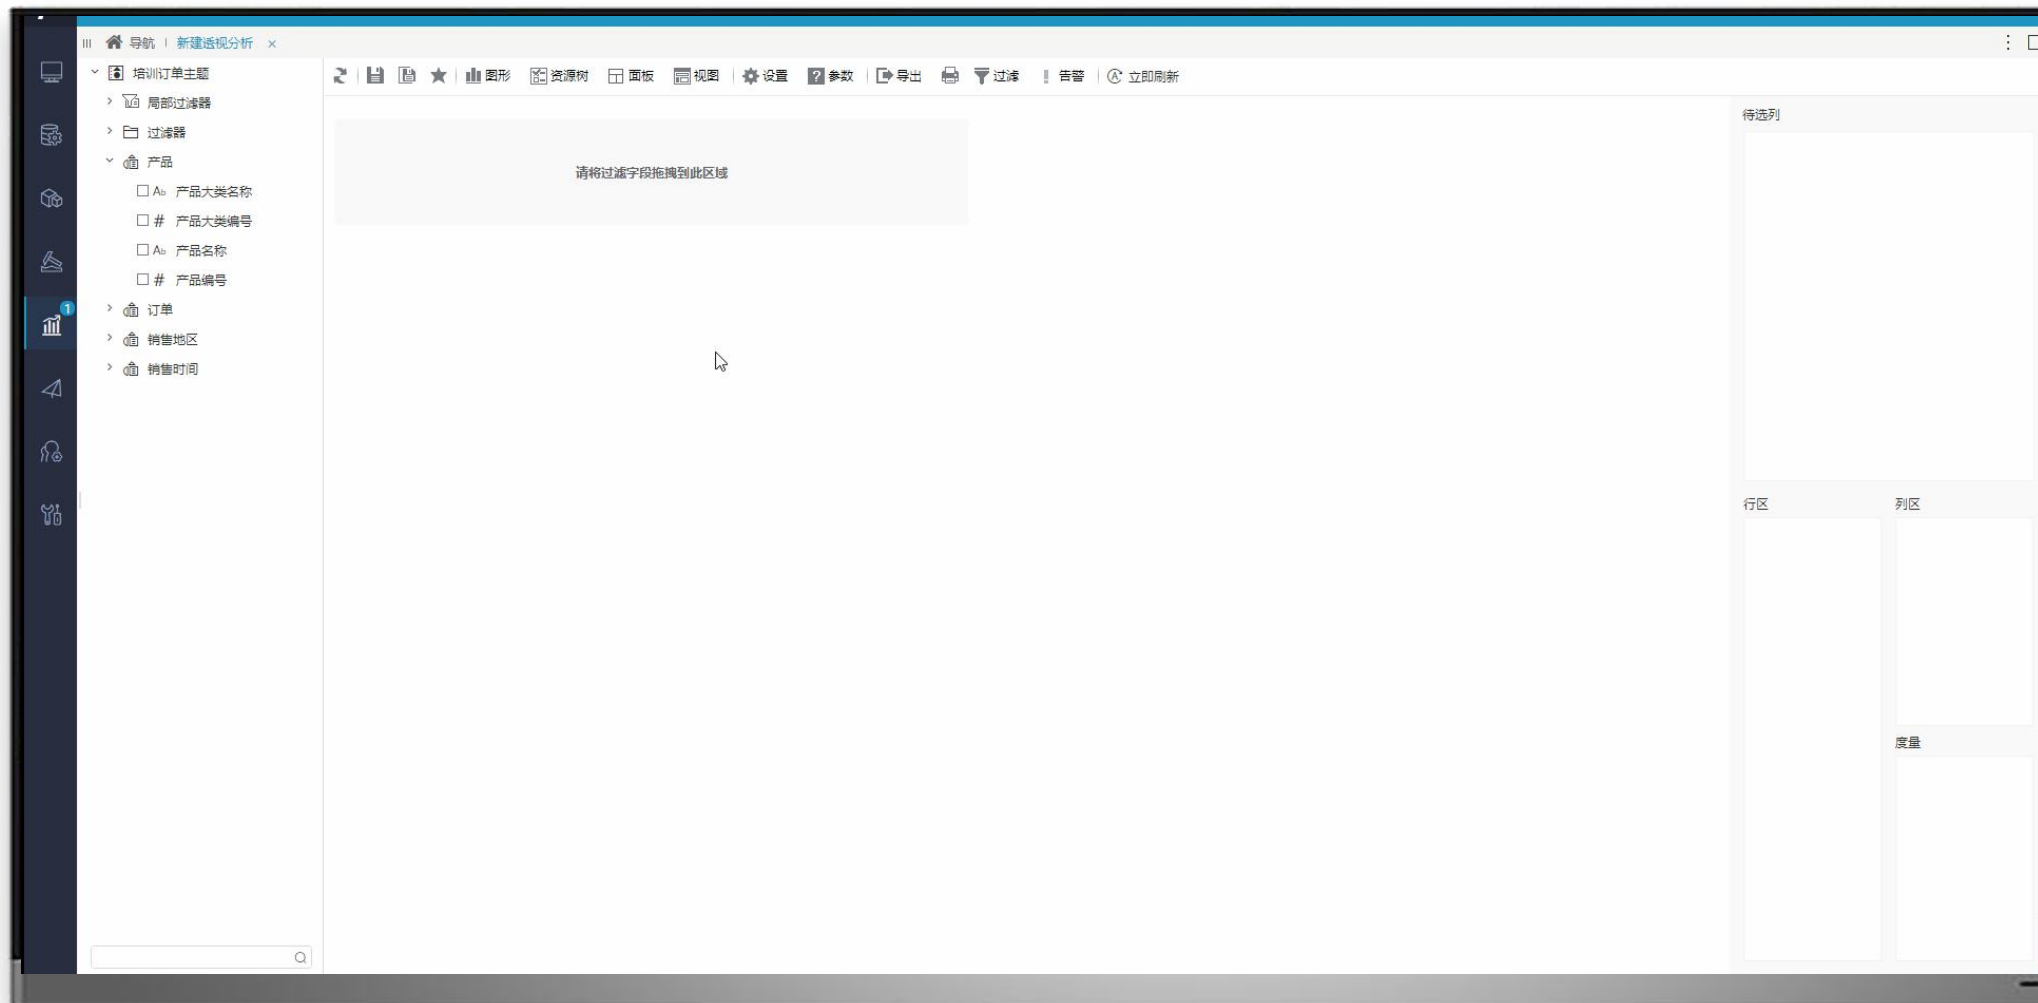 导航 新建透视分析 ×
培训订单主题
局部过滤器
过滤器
产品
Ab 产品大类名称
# 产品大类编号
Ab 产品名称
# 产品编号
订单
销售地区
销售时间
1
图形 资源树 面板 视图 设置 ? 参数 导出 过滤 告警 A 立即刷新
请将过滤字段拖拽到此区域
待选列
行区 列区
度量